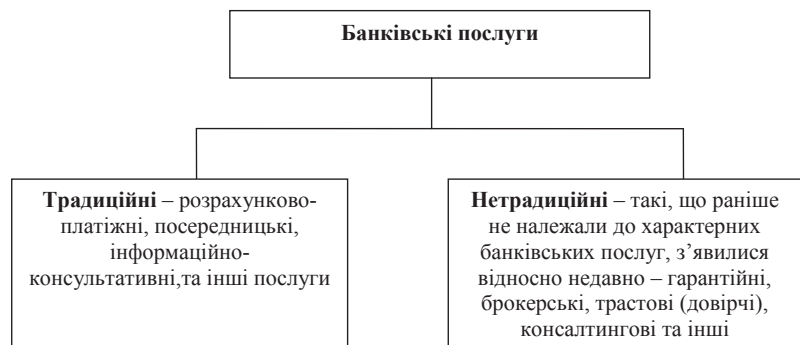 Банківські послуги
Традиційні – розрахунково-
платіжні, посередницькі,
інформаційно-
консультативні,та інші послуги
Нетрадиційні – такі, що раніше
не належали до характерних
банківських послуг, з’явилися
відносно недавно – гарантійні,
брокерські, трастові (довірчі),
консалтингові та інші